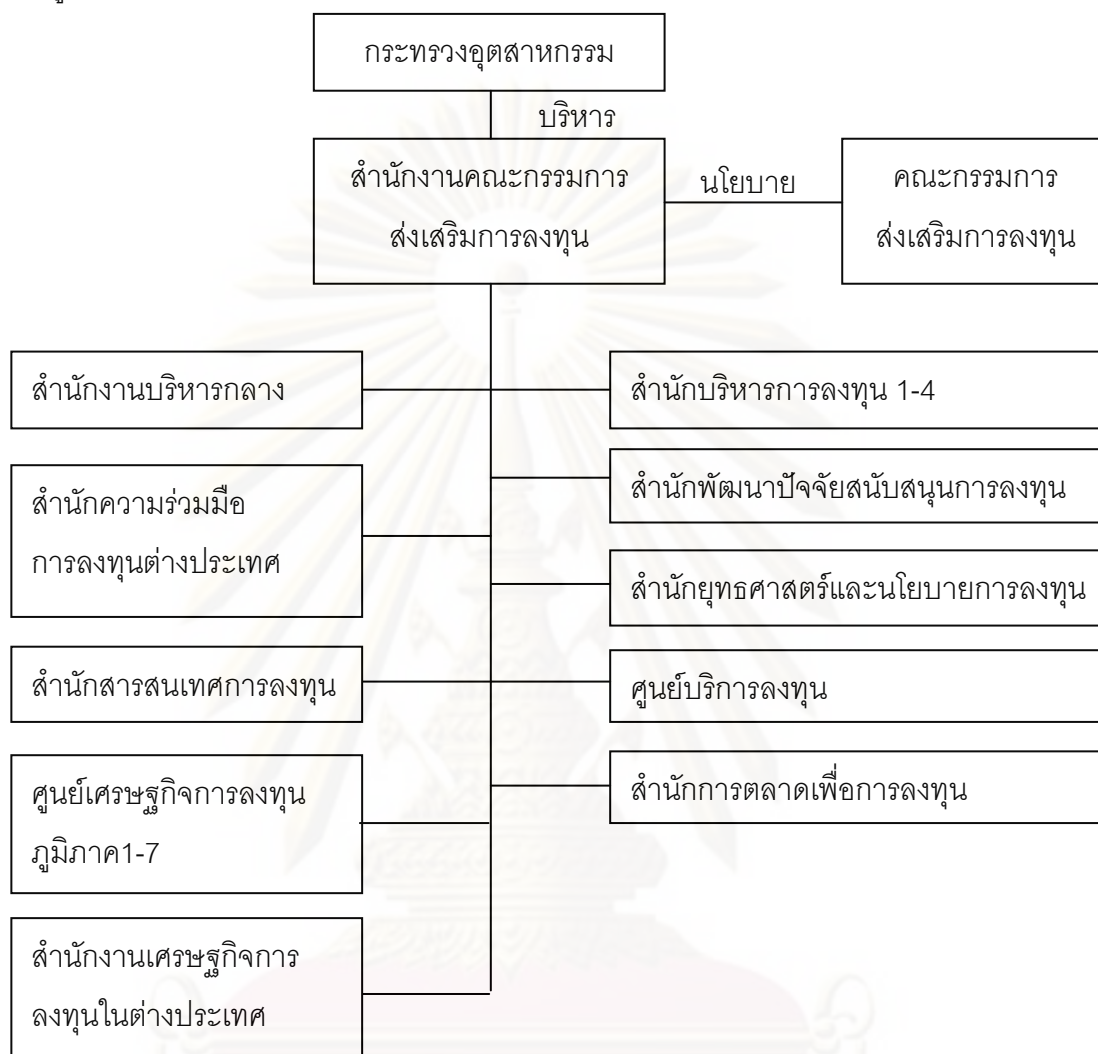 กระทรวงอุตสาหกรรม
บริหาร
สำนักงานคณะกรรมการ
ส่งเสริมการลงทุน
นโยบาย
คณะกรรมการ
ส่งเสริมการลงทุน
สำนักงานบริหารกลาง
สำนักบริหารการลงทุน 1-4
สำนักความร่วมมือ
การลงทุนต่างประเทศ
สำนักพัฒนาปัจจัยสนับสนุนการลงทุน
สำนักยุทธศาสตร์และนโยบายการลงทุน
สำนักสารสนเทศการลงทุน
ศูนย์บริการลงทุน
ศูนย์เศรษฐกิจการลงทุน
ภูมิภาค1-7
สำนักการตลาดเพื่อการลงทุน
สำนักงานเศรษฐกิจการ
ลงทุนในต่างประเทศ